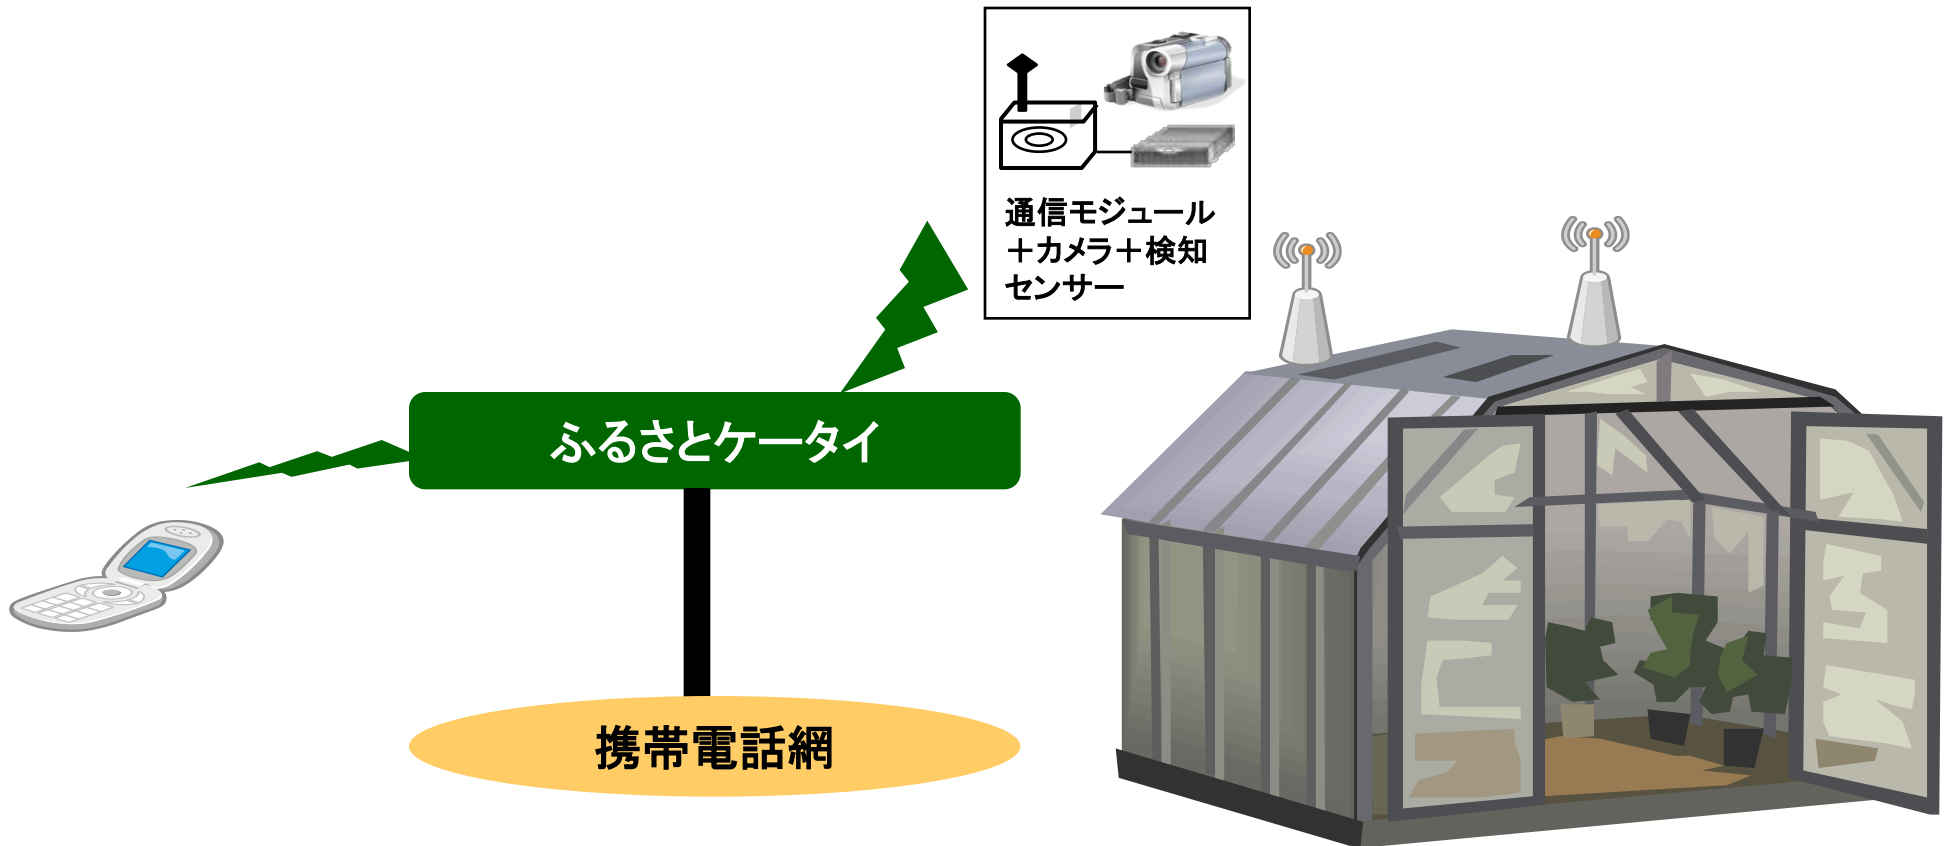 通信モジュール
＋カメラ＋検知
センサー
ふるさとケータイ
携帯電話網